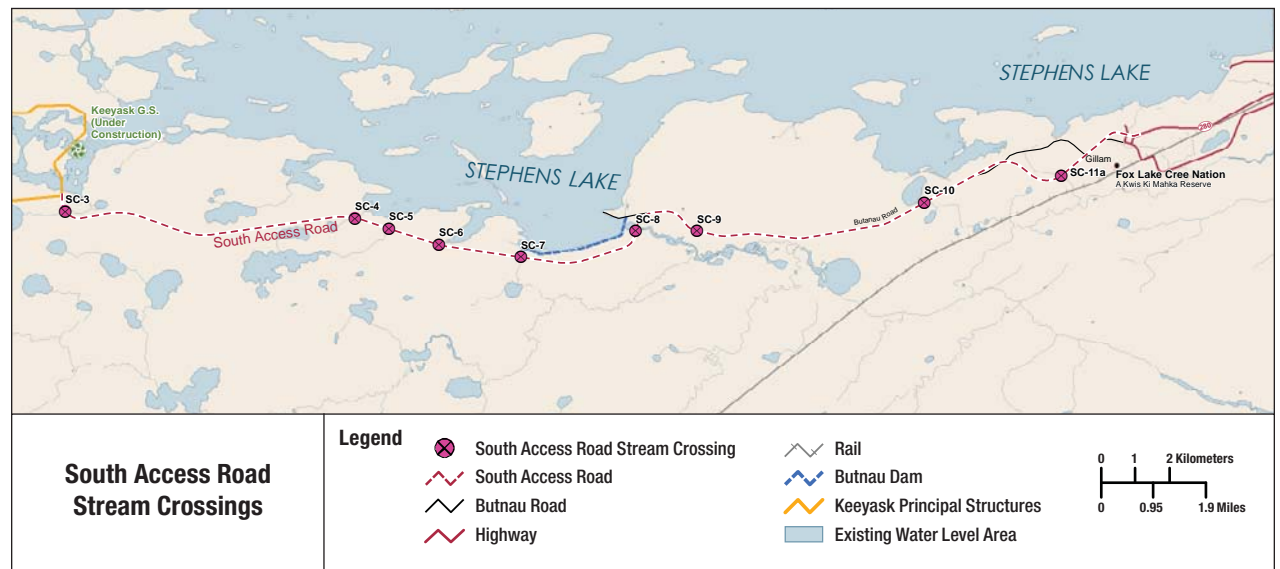 STEPHENS LAKE
Keeyask G.S.
(Under
Construction)
STEPHENS LAKE
280
Gillam
Fox Lake Cree Nation
A Kwis Ki Mahka Reserve
SC-11a
SC-10
SC-3
SC-4
SC-5
SC-6
SC-7
SC-8
SC-9
South Access Road
Butanau Road
South Access Road
Stream Crossings
Legend
South Access Road Stream Crossing
South Access Road
Butnau Road
Highway
Rail
Butnau Dam
Keeyask Principal Structures
Existing Water Level Area
0 1 2 Kilometers
0 0.95 1.9 Miles